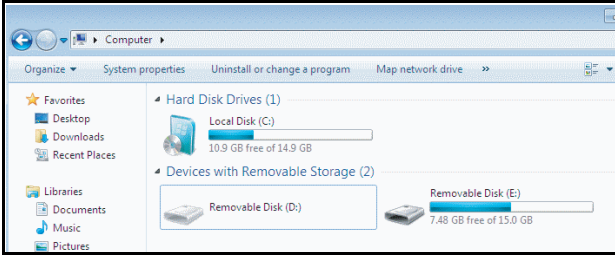 Computer
Organize System properties Uninstall or change a program Map network drive »
Favorites
Desktop
Downloads
Recent Places
Libraries
Documents
Music
Pictures
Hard Disk Drives (1)
Local Disk (C:)
10.9 GB free of 14.9 GB
Devices with Removable Storage (2)
Removable Disk (D:)
Removable Disk (E:)
7.48 GB free of 15.0 GB